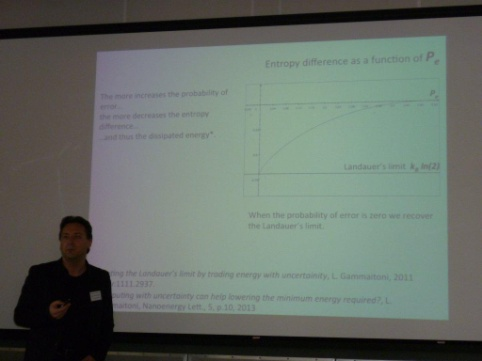 Entropy difference as a function of Pe
The more increases the probability of
error...
the more decreases the entropy
difference...
...and thus the dissipated energy*.
Pe
Landauer's limit kB ln(2)
When the probability of error is zero we recover
the Landauer's limit.
the Landauer's limit by trading energy with uncertainity, L. Gammaitoni, 2011
1111.2937.
with uncertainty can help lowering the minimum energy required?, L.
Nanoenergy Lett., 5, p 10, 2013